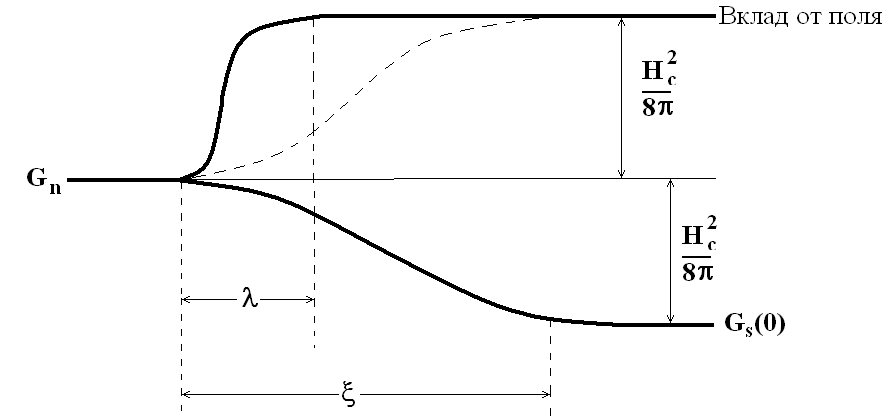 Вклад от поля
H_c^2
8π
G_n
H_c^2
8π
λ
G_s(0)
ξ